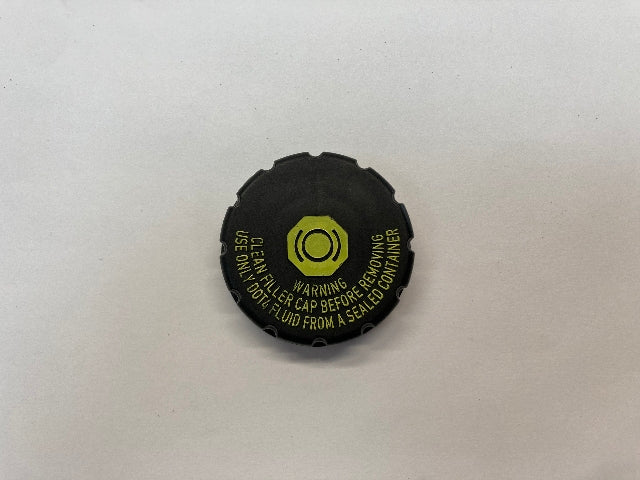 WARNING
CLEAN FILLER CAP BEFORE REMOVING
USE ONLY DOT4 FLUID FROM A SEALED CONTAINER